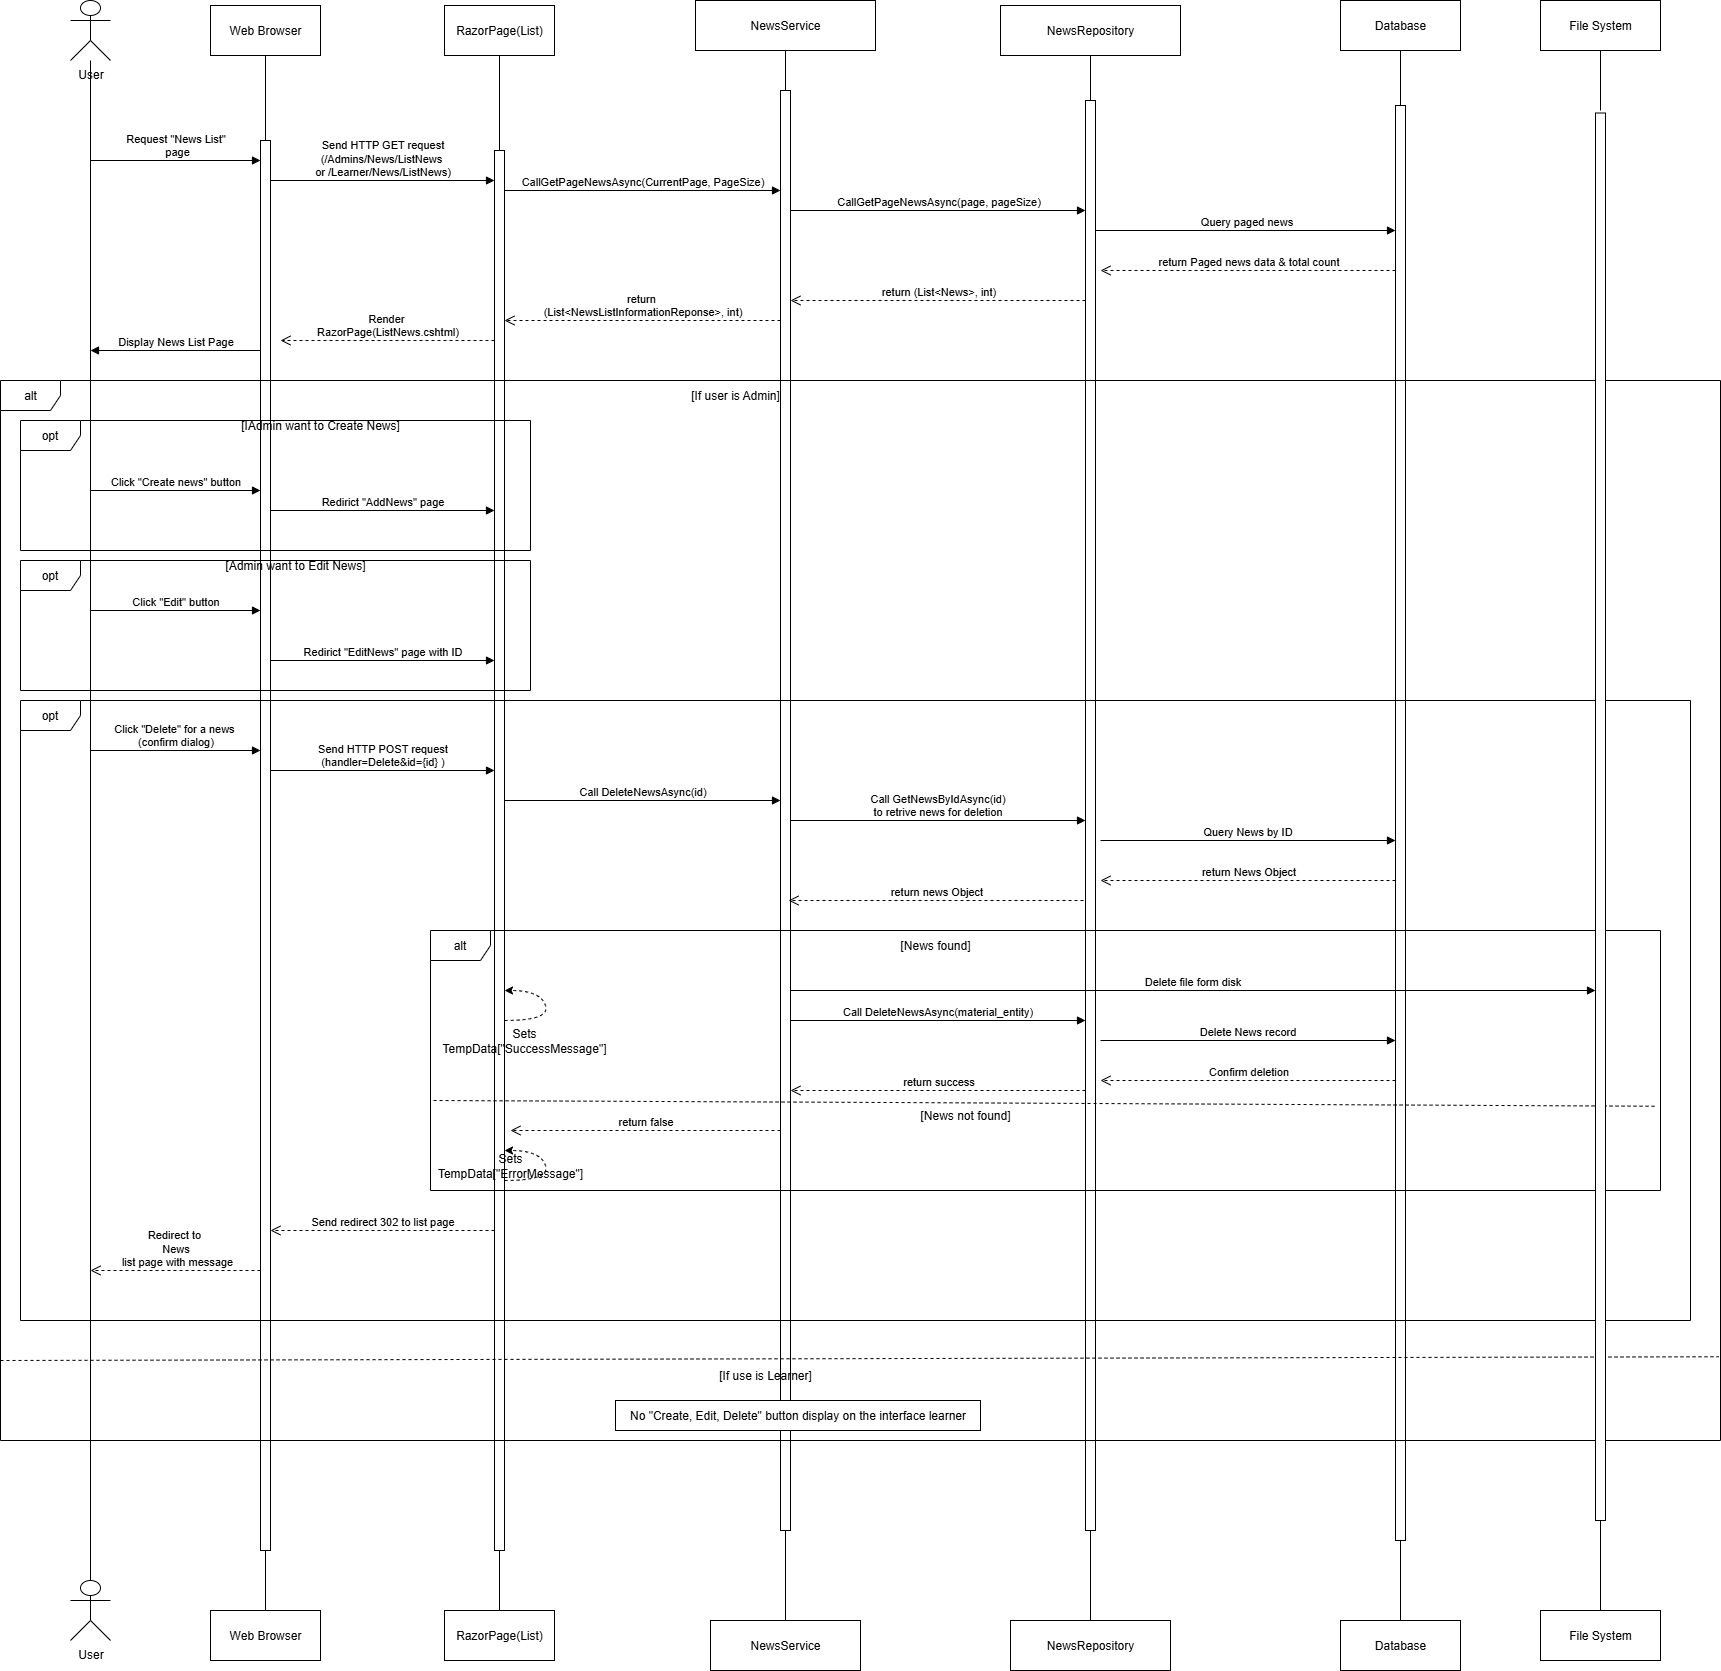 User
Web Browser
RazorPage(List)
NewsService
NewsRepository
Database
File System
Request "News List"
page
Send HTTP GET request
(/Admins/News/ListNews
or /Learner/News/ListNews)
CallGetPageNewsAsync(CurrentPage, PageSize)
CallGetPageNewsAsync(page, pageSize)
Query paged news
return Paged news data & total count
return (List<News>, int)
return
(List<NewsListInformationReponse>, int)
Render
RazorPage(ListNews.cshtml)
Display News List Page
alt
[If user is Admin]
opt
[IAdmin want to Create News]
Click "Create news" button
Redirict "AddNews" page
opt
[Admin want to Edit News]
Click "Edit" button
Redirict "EditNews" page with ID
opt
Click "Delete" for a news
(confirm dialog)
Send HTTP POST request
(handler=Delete&id={id} )
Call DeleteNewsAsync(id)
Call GetNewsByIdAsync(id)
to retrive news for deletion
Query News by ID
return News Object
return news Object
alt
[News found]
Delete file form disk
Call DeleteNewsAsync(material_entity)
Sets
TempData["SuccessMessage"]
Delete News record
Confirm deletion
return success
[News not found]
return false
Sets
TempData["ErrorMessage"]
Send redirect 302 to list page
Redirect to
News
list page with message
[If use is Learner]
No "Create, Edit, Delete" button display on the interface learner
User
Web Browser
RazorPage(List)
NewsService
NewsRepository
Database
File System